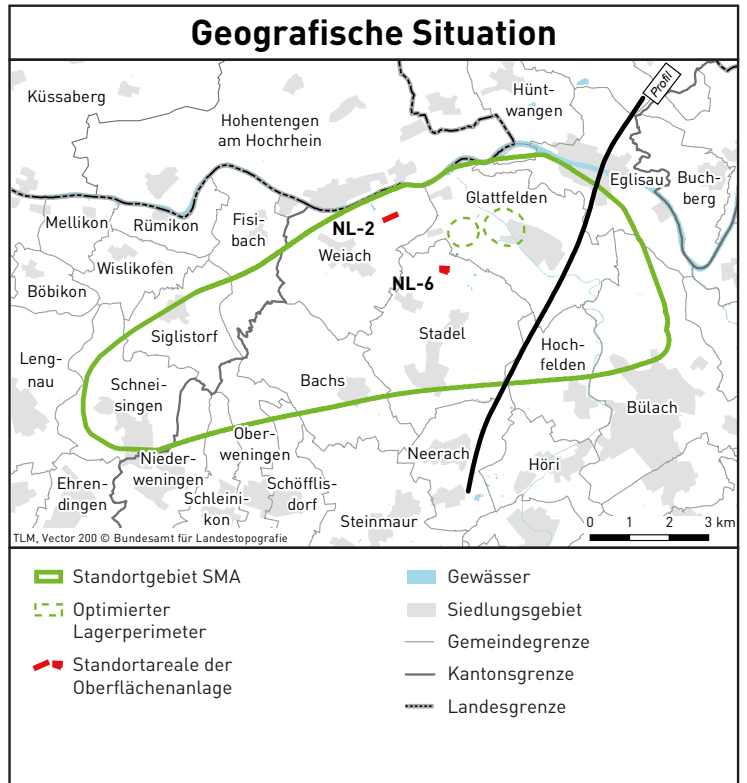 Geografische Situation
Profil
Küssaberg
Hünt-
wangen
Hohentengen
am Hochrhein
Eglisau
Buch-
berg
Glattfelden
Mellikon
Rümikon
Fisi-
bach
NL-2
Weiach
Wislikofen
Böbikon
NL-6
Siglistorf
Stadel
Hoch-
felden
Leng-
nau
Schnei-
singen
Bachs
Bülach
Ober-
weningen
Neerach
Nieder-
weningen
Höri
Ehren-
dingen
Schleini-
kon
Schöfflis-
dorf
Steinmaur
0 1 2 3 km
TLM, Vector 200 © Bundesamt für Landestopografie
Standortgebiet SMA
Optimierter
Lagerperimeter
Standortareale der
Oberflächenanlage
Gewässer
Siedlungsgebiet
Gemeindegrenze
Kantonsgrenze
Landesgrenze